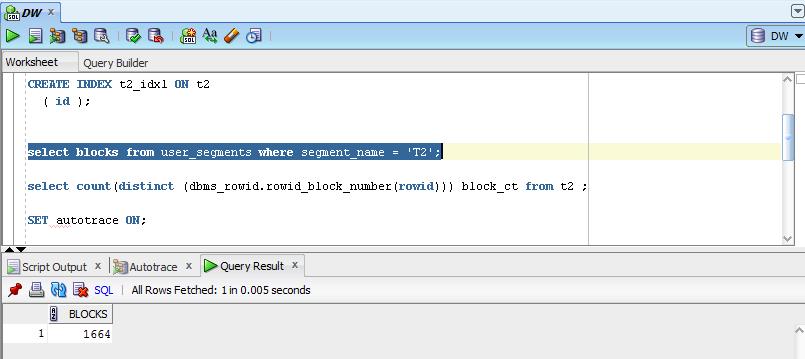 DW x
SQL
DW
Worksheet Query Builder
CREATE INDEX t2_idx1 ON t2
( id );
select blocks from user_segments where segment_name = 'T2';
select count(distinct (dbms_rowid.rowid_block_number(rowid))) block_ct from t2 ;
SET autotrace ON;
Script Output x Autotrace x Query Result x
SQL All Rows Fetched: 1 in 0.005 seconds
BLOCKS
1 1664